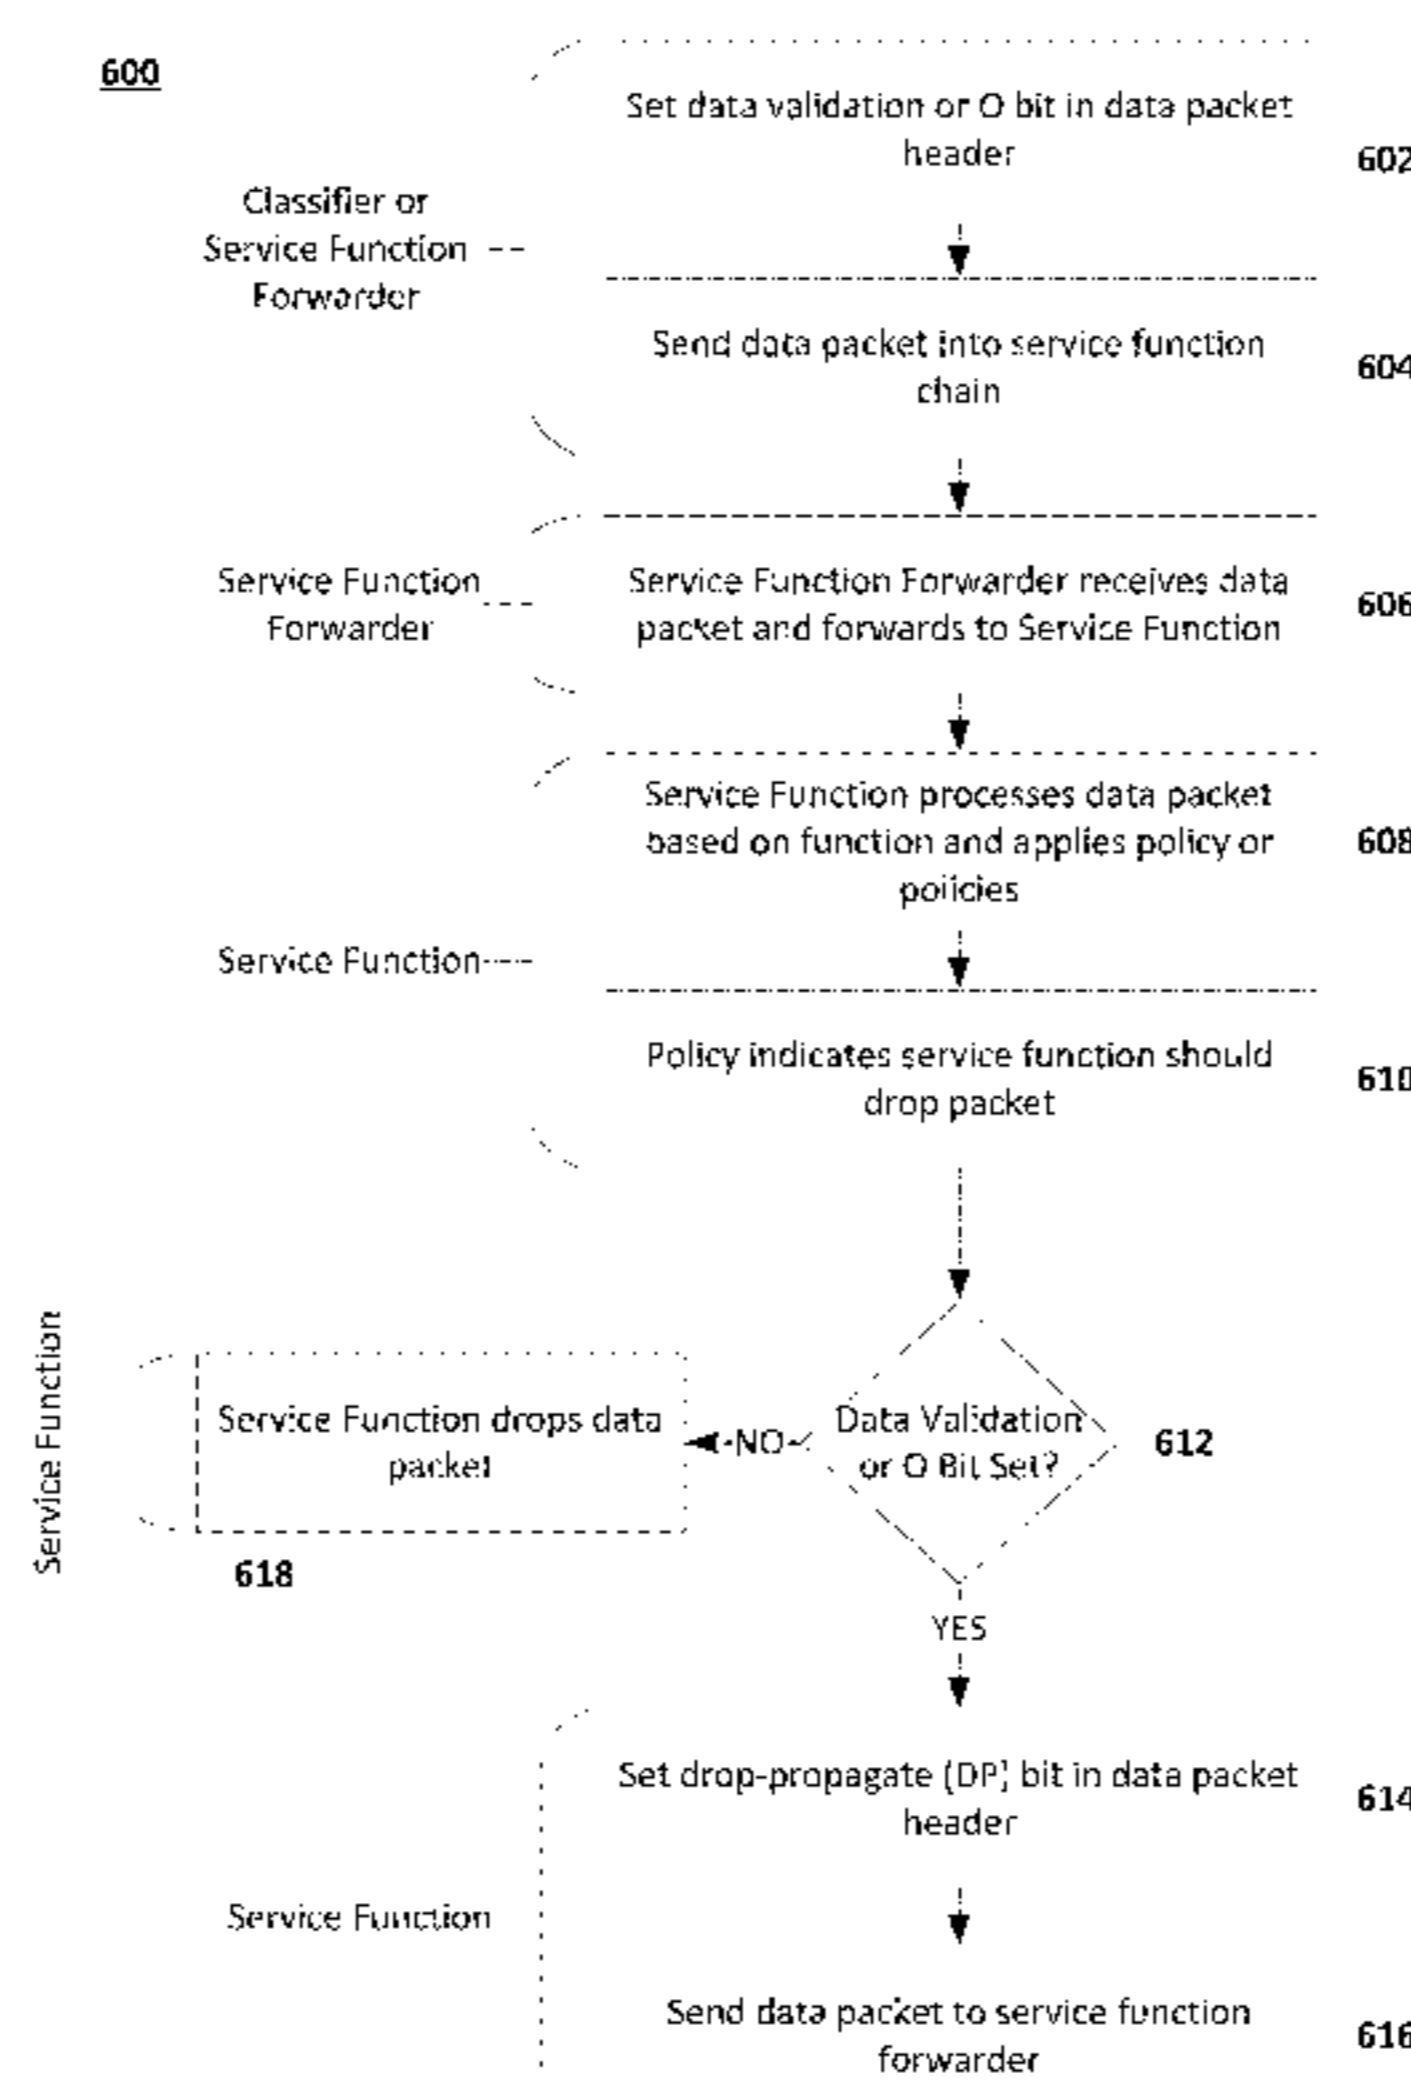 600
Set data validation or O bit in data packet
header
602
Classifier or
Service Function
Forwarder
Send data packet into service function
chain
604
Service Function
Forwarder
Service Function Forwarder receives data
packet and forwards to Service Function
606
Service Function processes data packet
based on function and applies policy or
policies
608
Service Function
Policy indicates service function should
drop packet
610
Service Function
Service Function drops data
packet
618
NO
Data Validation
or O Bit Set?
612
YES
Set drop-propagate (DP) bit in data packet
header
614
Service Function
Send data packet to service function
forwarder
616